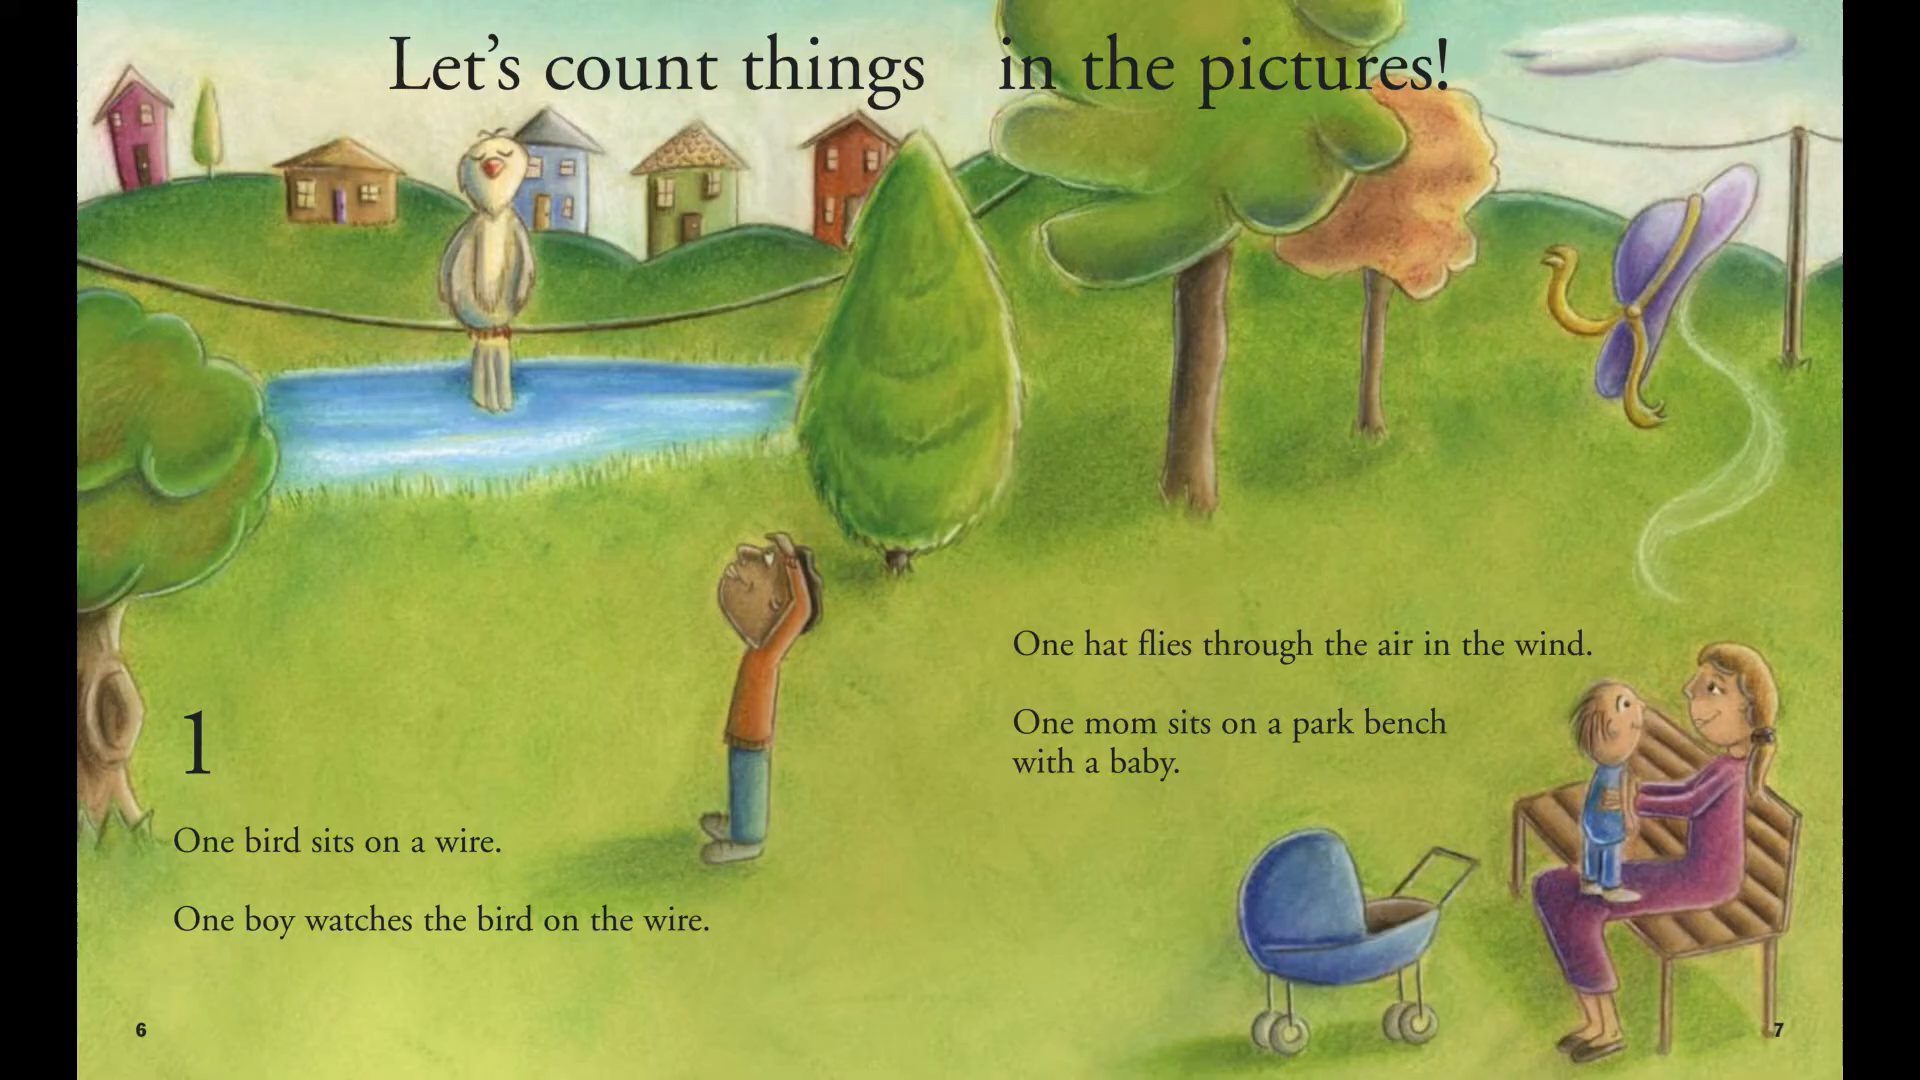 Let's count things in the pictures!
1
One bird sits on a wire.
One boy watches the bird on the wire.
6
One hat flies through the air in the wind.
One mom sits on a park bench
with a baby.
7